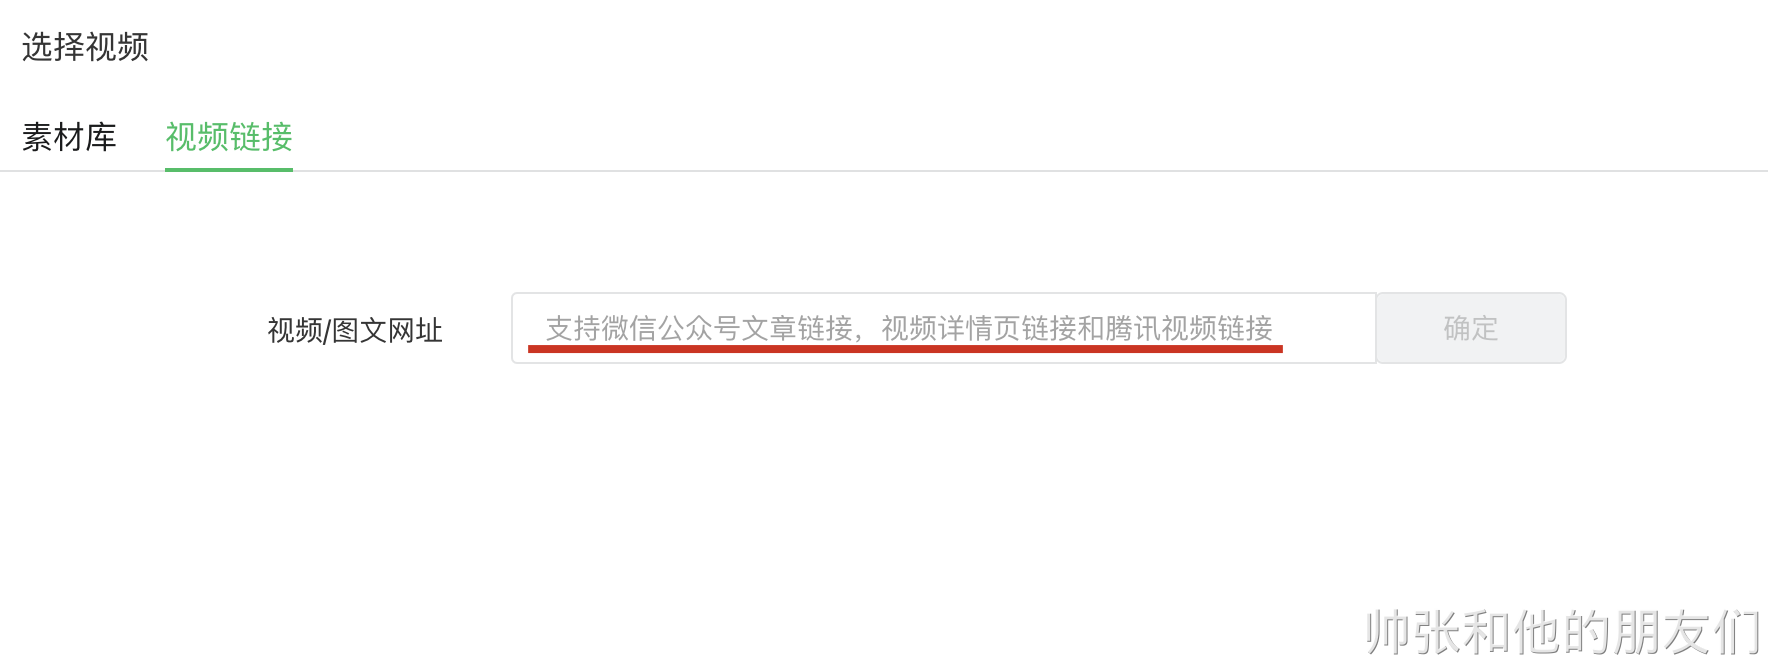 选择视频
素材库 视频链接
视频/图文网址 支持微信公众号文章链接，视频详情页链接和腾讯视频链接 确定
帅张和他的朋友们